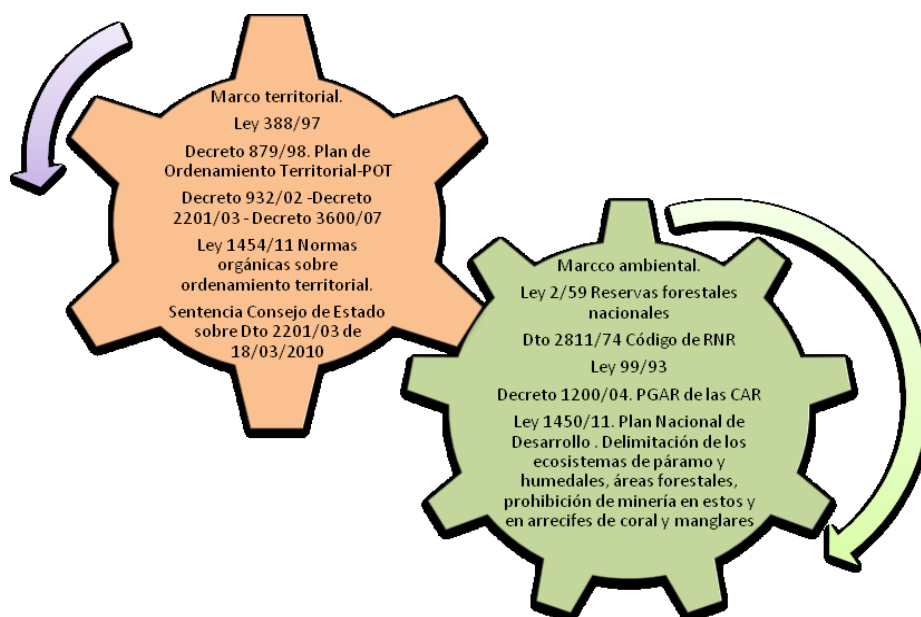 Marco territorial.
Ley 388/97
Decreto 879/98. Plan de
Ordenamiento Territorial-POT
Decreto 932/02 -Decreto
2201/03 - Decreto 3600/07
Ley 1454/11 Normas
orgánicas sobre
ordenamiento territorial.
Sentencia Consejo de Estado
sobre Dto 2201/03 de
18/03/2010
Marcco ambiental.
Ley 2/59 Reservas forestales
nacionales
Dto 2811/74 Código de RNR
Ley 99/93
Decreto 1200/04. PGAR de las CAR
Ley 1450/11. Plan Nacional de
Desarrollo . Delimitación de los
ecosistemas de páramo y
humedales, áreas forestales,
prohibición de minería en estos y
en arrecifes de coral y manglares